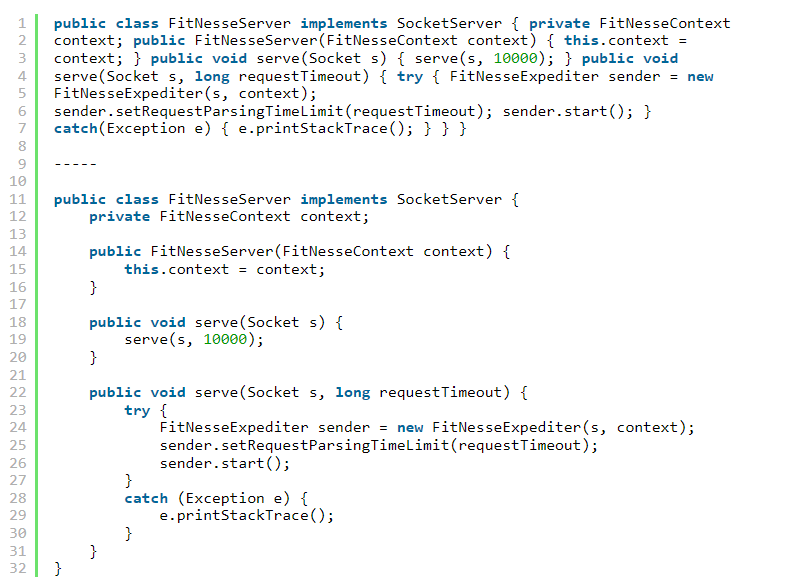 1 public class FitNesseServer implements SocketServer { private FitNesseContext
2 context; public FitNesseServer(FitNesseContext context) { this.context =
3 context; } public void serve(Socket s) { serve(s, 10000); } public void
4 serve(Socket s, long requestTimeout) { try { FitNesseExpediter sender = new
5 FitNesseExpediter(s, context);
6 sender.setRequestParsingTimeLimit(requestTimeout); sender.start(); }
7 catch(Exception e) { e.printStackTrace(); } } }
8
9 -----
10
11 public class FitNesseServer implements SocketServer {
12     private FitNesseContext context;
13
14     public FitNesseServer(FitNesseContext context) {
15         this.context = context;
16     }
17
18     public void serve(Socket s) {
19         serve(s, 10000);
20     }
21
22     public void serve(Socket s, long requestTimeout) {
23         try {
24             FitNesseExpediter sender = new FitNesseExpediter(s, context);
25             sender.setRequestParsingTimeLimit(requestTimeout);
26             sender.start();
27         }
28         catch (Exception e) {
29             e.printStackTrace();
30         }
31     }
32 }